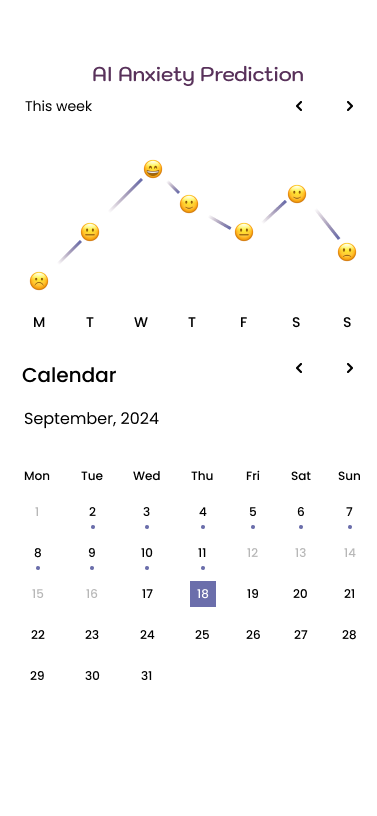 AI Anxiety Prediction
This week
M T W T F S S
Calendar
September, 2024
Mon Tue Wed Thu Fri Sat Sun
1 2 3 4 5 6 7
8 9 10 11 12 13 14
15 16 17 18 19 20 21
22 23 24 25 26 27 28
29 30 31